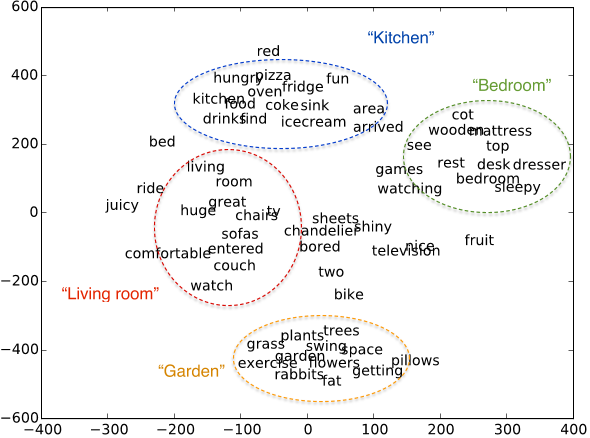 600
400
200
0
−200
−400
−600
−400 −300 −200 −100 0 100 200 300 400
“Kitchen”
“Bedroom”
“Living room”
“Garden”
red
hungry pizza fun
oven fridge
kitchen food coke sink area
drinks find icecream arrived
cot
wooden mattress
bed see top
living games rest desk dresser
room watching bedroom sleepy
ride
juicy huge great
chairs tv sheets
sofas chandelier shiny
entered bored nice fruit
comfortable television
couch two
watch bike
plants trees
grass swing space
garden
exercise flowers pillows
rabbits getting
fat